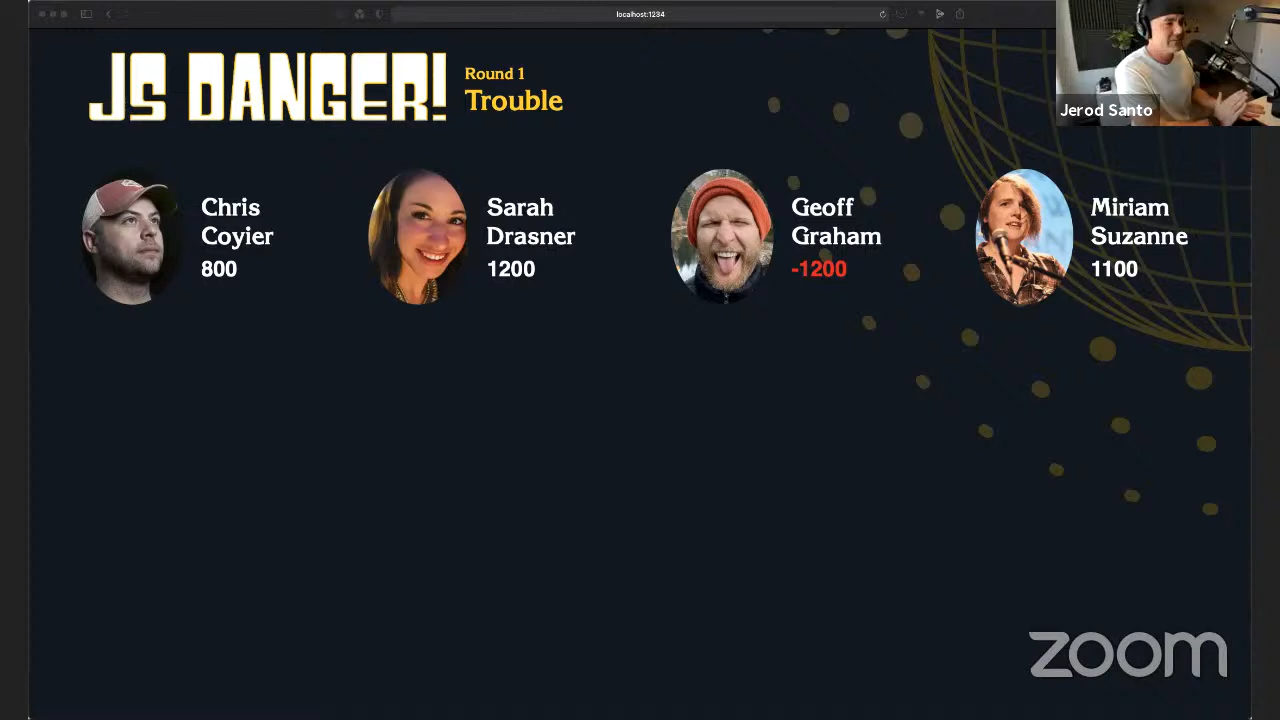 localhost:1234
JS DANGER!
Round 1
Trouble
Jerod Santo
Chris
Coyier
800
Sarah
Drasner
1200
Geoff
Graham
-1200
Miriam
Suzanne
1100
zoom